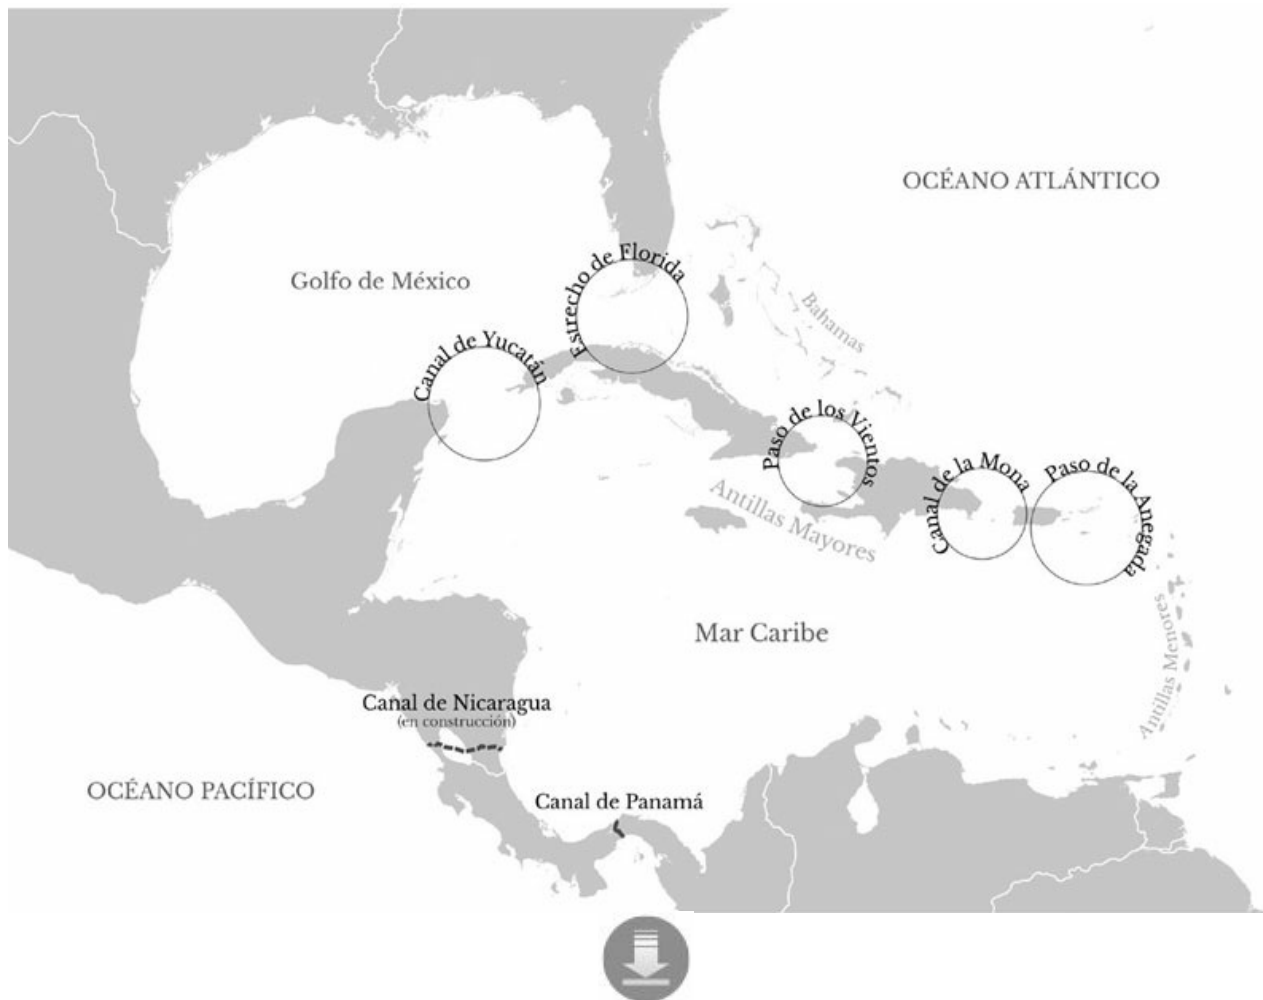 OCÉANO ATLÁNTICO
Estrecho de Florida
Golfo de México
Bahamas
Canal de Yucatán
Paso de los Vientos
Canal de la Mona
Paso de la Anegada
Antillas Mayores
Mar Caribe
Antillas Menores
Canal de Nicaragua
(en construcción)
OCÉANO PACÍFICO
Canal de Panamá